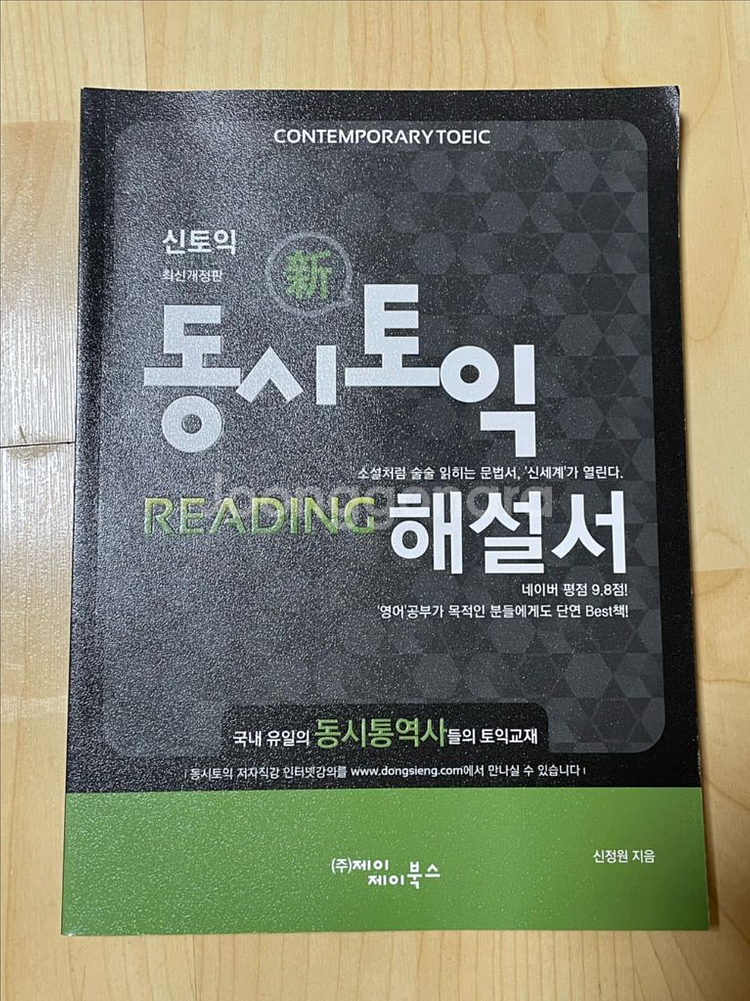 CONTEMPORARY TOEIC
신토익
최신개정판
新
동시토익
소설처럼 술술 읽히는 문법서, '신세계'가 열린다.
READING 해설서
네이버 평점 9.8점!
'영어'공부가 목적인 분들에게도 단연 Best책!
국내 유일의 동시통역사들의 토익교재
동시토익 저자직강 인터넷강의를 www.dongsieng.com에서 만나실 수 있습니다
㈜제이
제이북스
신정원 지음